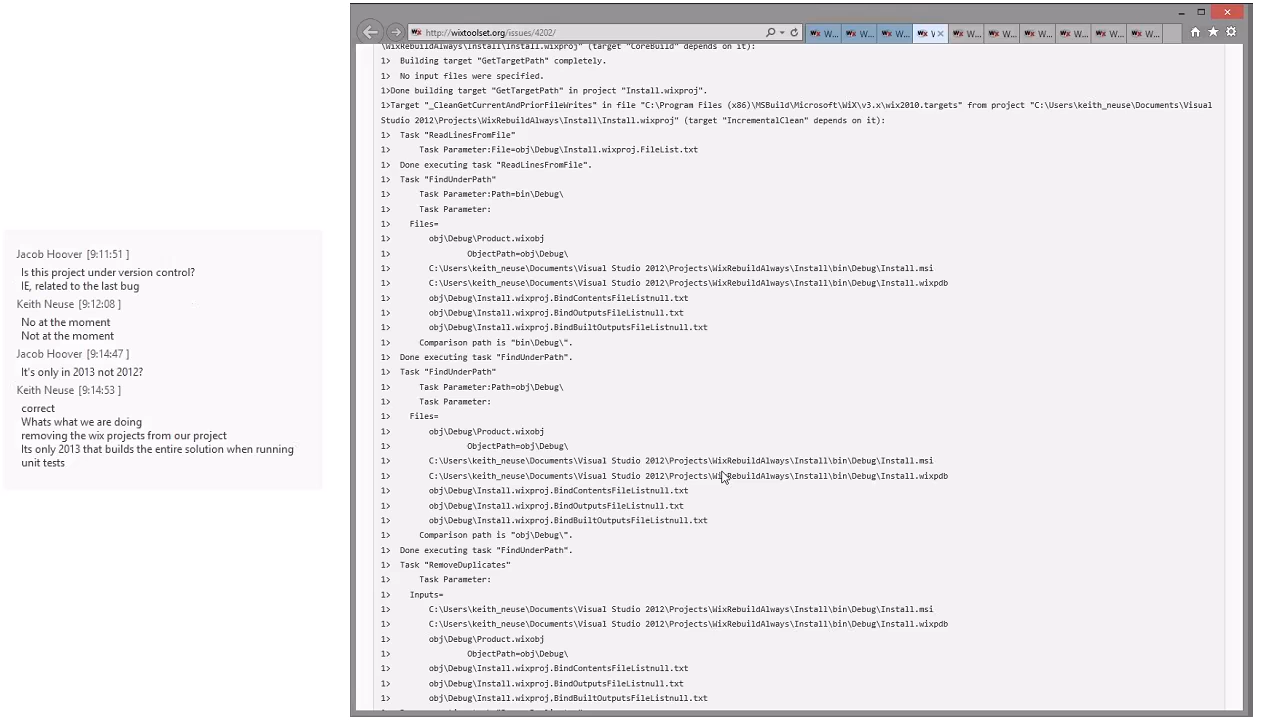 Jacob Hoover [9:11:51 ]
Is this project under version control?
IE, related to the last bug
Keith Neuse [9:12:08 ]
No at the moment
Not at the moment
Jacob Hoover [9:14:47 ]
It's only in 2013 not 2012?
Keith Neuse [9:14:53 ]
correct
Whats what we are doing
removing the wix projects from our project
Its only 2013 that builds the entire solution when running
unit tests
http://wixtoolset.org/issues/4202/
W...
W...
W...
W...
W...
W...
W...
W...
W...
\WixRebuildAlways\Install\Install.wixproj" (target "CoreBuild" depends on it):
1> Building target "GetTargetPath" completely.
1> No input files were specified.
1>Done building target "GetTargetPath" in project "Install.wixproj".
1>Target "_CleanGetCurrentAndPriorFileWrites" in file "C:\Program Files (x86)\MSBuild\Microsoft\WiX\v3.x\wix2010.targets" from project "C:\Users\keith_neuse\Documents\Visual
Studio 2012\Projects\WixRebuildAlways\Install\Install.wixproj" (target "IncrementalClean" depends on it):
1> Task "ReadLinesFromFile"
1> Task Parameter:File=obj\Debug\Install.wixproj.FileList.txt
1> Done executing task "ReadLinesFromFile".
1> Task "FindUnderPath"
1> Task Parameter:Path=bin\Debug\
1> Task Parameter:
1> Files=
1> obj\Debug\Product.wixobj
1> ObjectPath=obj\Debug\
1> C:\Users\keith_neuse\Documents\Visual Studio 2012\Projects\WixRebuildAlways\Install\bin\Debug\Install.msi
1> C:\Users\keith_neuse\Documents\Visual Studio 2012\Projects\WixRebuildAlways\Install\bin\Debug\Install.wixpdb
1> obj\Debug\Install.wixproj.BindContentsFileListnull.txt
1> obj\Debug\Install.wixproj.BindOutputsFileListnull.txt
1> obj\Debug\Install.wixproj.BindBuiltOutputsFileListnull.txt
1> Comparison path is "bin\Debug\".
1> Done executing task "FindUnderPath".
1> Task "FindUnderPath"
1> Task Parameter:Path=obj\Debug\
1> Task Parameter:
1> Files=
1> obj\Debug\Product.wixobj
1> ObjectPath=obj\Debug\
1> C:\Users\keith_neuse\Documents\Visual Studio 2012\Projects\WixRebuildAlways\Install\bin\Debug\Install.msi
1> C:\Users\keith_neuse\Documents\Visual Studio 2012\Projects\WixRebuildAlways\Install\bin\Debug\Install.wixpdb
1> obj\Debug\Install.wixproj.BindContentsFileListnull.txt
1> obj\Debug\Install.wixproj.BindOutputsFileListnull.txt
1> obj\Debug\Install.wixproj.BindBuiltOutputsFileListnull.txt
1> Comparison path is "obj\Debug\".
1> Done executing task "FindUnderPath".
1> Task "RemoveDuplicates"
1> Task Parameter:
1> Inputs=
1> C:\Users\keith_neuse\Documents\Visual Studio 2012\Projects\WixRebuildAlways\Install\bin\Debug\Install.msi
1> C:\Users\keith_neuse\Documents\Visual Studio 2012\Projects\WixRebuildAlways\Install\bin\Debug\Install.wixpdb
1> obj\Debug\Product.wixobj
1> ObjectPath=obj\Debug\
1> obj\Debug\Install.wixproj.BindContentsFileListnull.txt
1> obj\Debug\Install.wixproj.BindOutputsFileListnull.txt
1> obj\Debug\Install.wixproj.BindBuiltOutputsFileListnull.txt